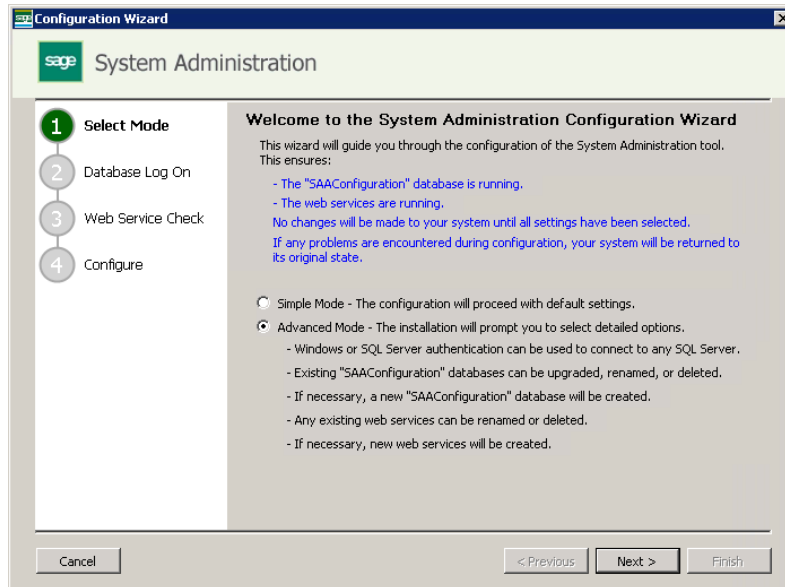 Configuration Wizard
sage
System Administration
1 Select Mode
2 Database Log On
3 Web Service Check
4 Configure
Welcome to the System Administration Configuration Wizard
This wizard will guide you through the configuration of the System Administration tool.
This ensures:
- The "SAAConfiguration" database is running.
- The web services are running.
No changes will be made to your system until all settings have been selected.
If any problems are encountered during configuration, your system will be returned to
its original state.
Simple Mode - The configuration will proceed with default settings.
Advanced Mode - The installation will prompt you to select detailed options.
- Windows or SQL Server authentication can be used to connect to any SQL Server.
- Existing "SAAConfiguration" databases can be upgraded, renamed, or deleted.
- If necessary, a new "SAAConfiguration" database will be created.
- Any existing web services can be renamed or deleted.
- If necessary, new web services will be created.
Cancel
< Previous
Next >
Finish